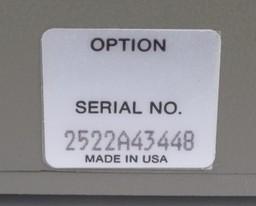 OPTION
SERIAL NO.
2522A43448
MADE IN USA